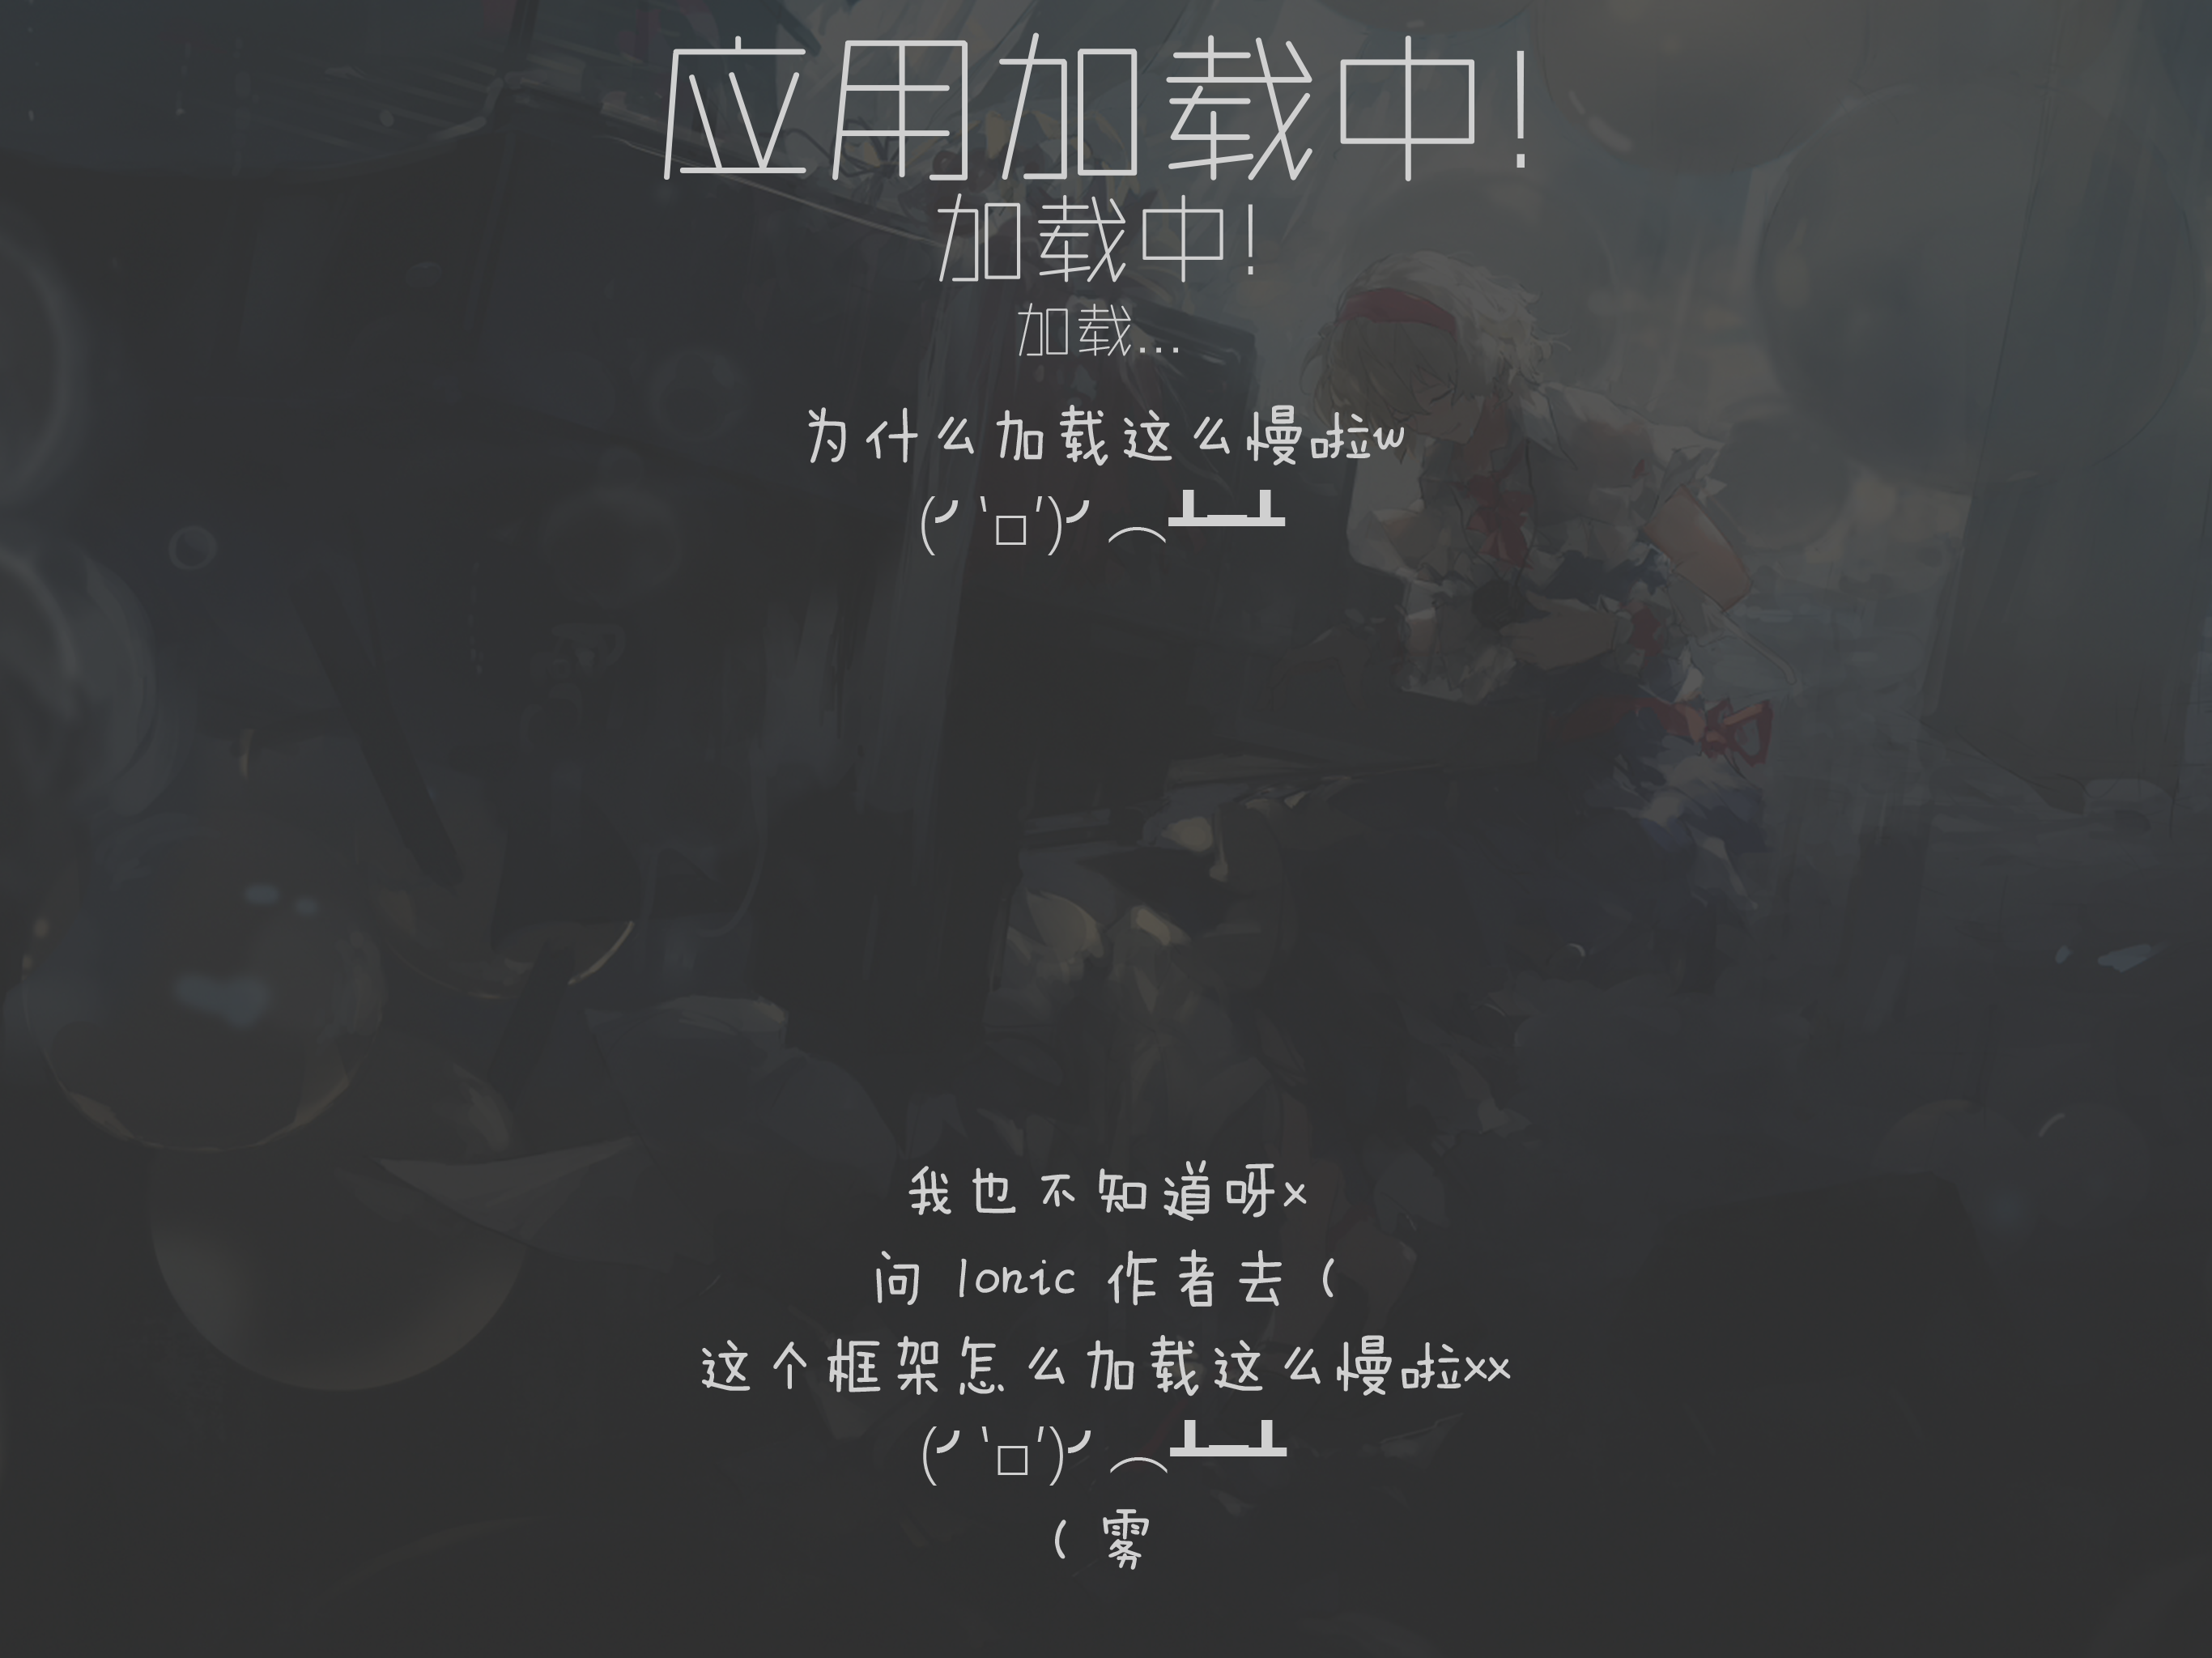 应用加载中!
加载中!
加载...
为什么加载这么慢啦w
(╯‵□′)╯︵┻━┻
我也不知道呀x
问 Ionic 作者去（
这个框架怎么加载这么慢啦xx
(╯‵□′)╯︵┻━┻
（雾